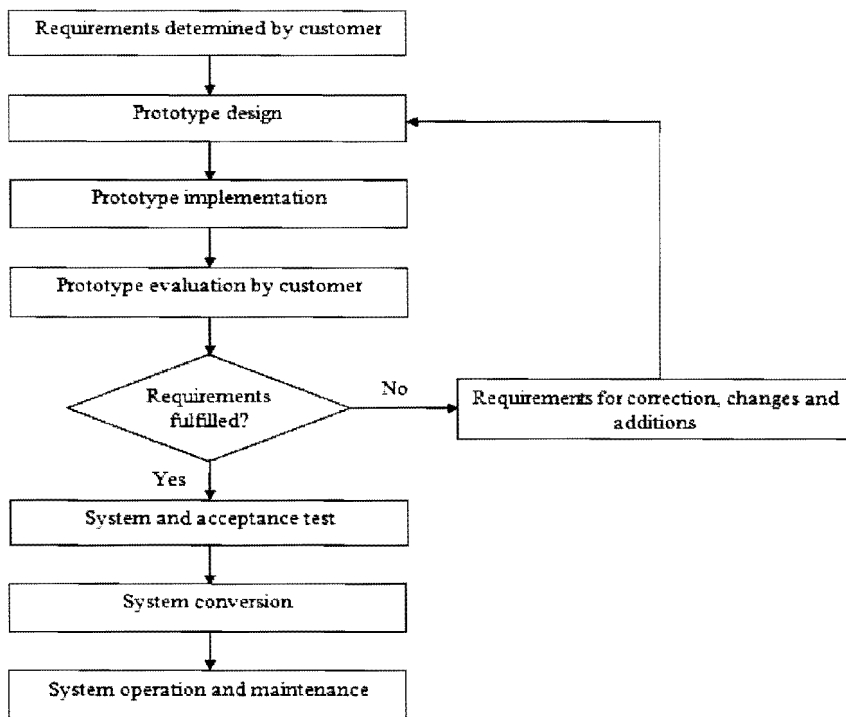 Requirements determined by customer
Prototype design
Prototype implementation
Prototype evaluation by customer
Requirements
fulfilled?
No
Requirements for correction, changes and
additions
Yes
System and acceptance test
System conversion
System operation and maintenance